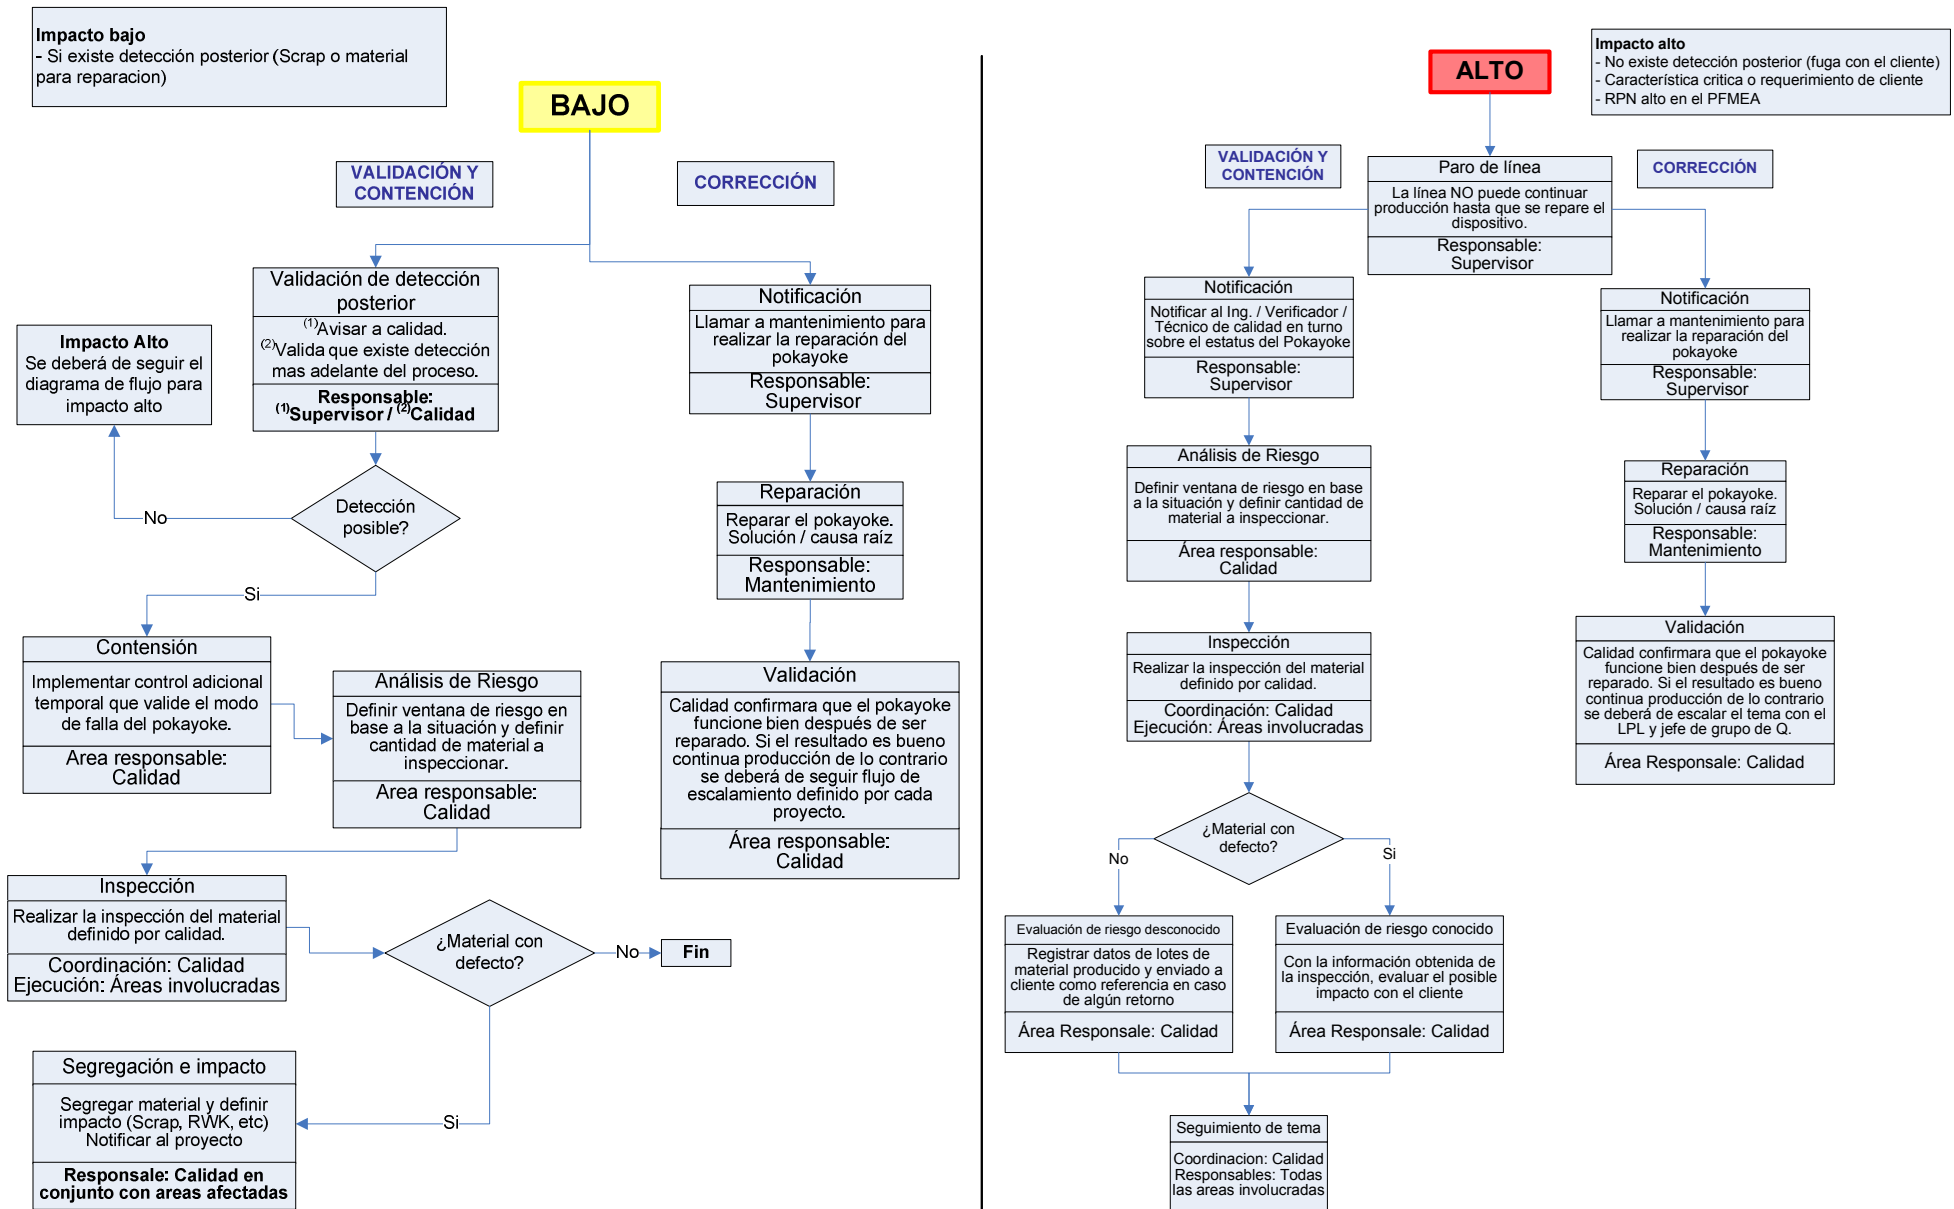 Impacto bajo
- Si existe detección posterior (Scrap o material
para reparacion)
BAJO
VALIDACIÓN Y
CONTENCIÓN
CORRECCIÓN
Validación de detección
posterior
(1)Avisar a calidad.
(2)Valida que existe detección
mas adelante del proceso.
Responsable:
(1)Supervisor / (2)Calidad
Impacto Alto
Se deberá de seguir el
diagrama de flujo para
impacto alto
Detección
posible?
No
Si
Contensión
Implementar control adicional
temporal que valide el modo
de falla del pokayoke.
Area responsable:
Calidad
Análisis de Riesgo
Definir ventana de riesgo en
base a la situación y definir
cantidad de material a
inspeccionar.
Area responsable:
Calidad
Inspección
Realizar la inspección del material
definido por calidad.
Coordinación: Calidad
Ejecución: Áreas involucradas
¿Material con
defecto?
No
Fin
Si
Segregación e impacto
Segregar material y definir
impacto (Scrap, RWK, etc)
Notificar al proyecto
Responsale: Calidad en
conjunto con areas afectadas
Notificación
Llamar a mantenimiento para
realizar la reparación del
pokayoke
Responsable:
Supervisor
Reparación
Reparar el pokayoke.
Solución / causa raíz
Responsable:
Mantenimiento
Validación
Calidad confirmara que el pokayoke
funcione bien después de ser
reparado. Si el resultado es bueno
continua producción de lo contrario
se deberá de seguir flujo de
escalamiento definido por cada
proyecto.
Área responsable:
Calidad
ALTO
Impacto alto
- No existe detección posterior (fuga con el cliente)
- Característica critica o requerimiento de cliente
- RPN alto en el PFMEA
VALIDACIÓN Y
CONTENCIÓN
CORRECCIÓN
Paro de línea
La línea NO puede continuar
producción hasta que se repare el
dispositivo.
Responsable:
Supervisor
Notificación
Notificar al Ing. / Verificador /
Técnico de calidad en turno
sobre el estatus del Pokayoke
Responsable:
Supervisor
Análisis de Riesgo
Definir ventana de riesgo en base
a la situación y definir cantidad de
material a inspeccionar.
Área responsable:
Calidad
Inspección
Realizar la inspección del material
definido por calidad.
Coordinación: Calidad
Ejecución: Áreas involucradas
¿Material con
defecto?
No
Si
Evaluación de riesgo desconocido
Registrar datos de lotes de
material producido y enviado a
cliente como referencia en caso
de algún retorno
Área Responsale: Calidad
Evaluación de riesgo conocido
Con la información obtenida de
la inspección, evaluar el posible
impacto con el cliente
Área Responsale: Calidad
Seguimiento de tema
Coordinacion: Calidad
Responsables: Todas
las areas involucradas
Notificación
Llamar a mantenimiento para
realizar la reparación del
pokayoke
Responsable:
Supervisor
Reparación
Reparar el pokayoke.
Solución / causa raíz
Responsable:
Mantenimiento
Validación
Calidad confirmara que el pokayoke
funcione bien después de ser
reparado. Si el resultado es bueno
continua producción de lo contrario
se deberá de escalar el tema con el
LPL y jefe de grupo de Q.
Área Responsale: Calidad